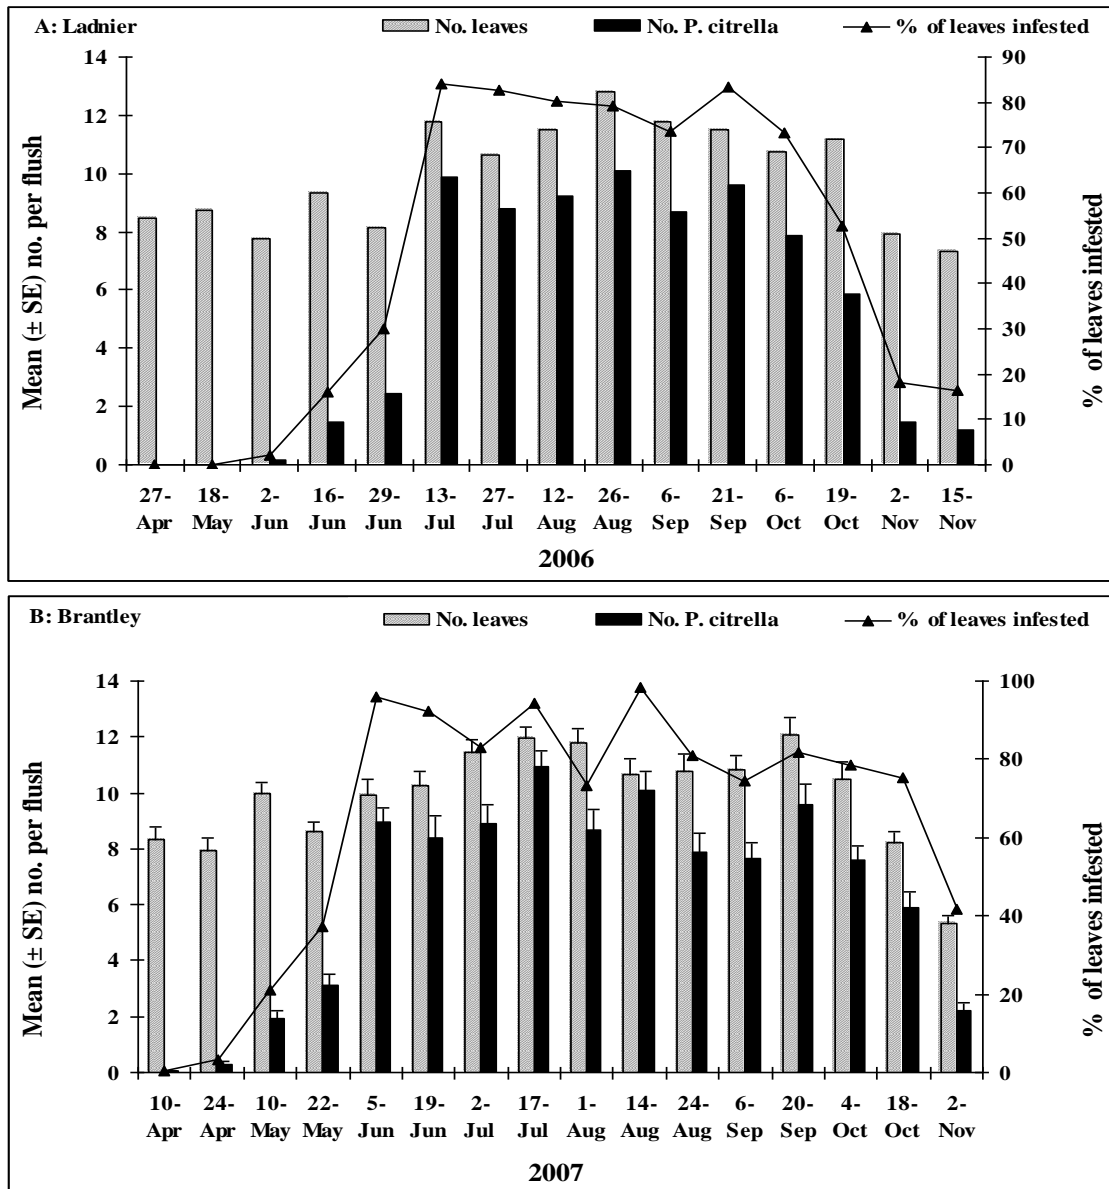 A: Ladnier
No. leaves
No. P. citrella
% of leaves infested
Mean (± SE) no. per flush
14
12
10
8
6
4
2
0
90
80
70
60
50
40
30
20
10
0
% of leaves infested
27- 18- 2- 16- 29- 13- 27- 12- 26- 6- 21- 6- 19- 2- 15-
Apr May Jun Jun Jun Jul Jul Aug Aug Sep Sep Oct Oct Nov Nov
2006
B: Brantley
No. leaves
No. P. citrella
% of leaves infested
Mean (± SE) no. per flush
14
12
10
8
6
4
2
0
100
80
60
40
20
0
% of leaves infested
10- 24- 10- 22- 5- 19- 2- 17- 1- 14- 24- 6- 20- 4- 18- 2-
Apr Apr May May Jun Jun Jul Jul Aug Aug Aug Sep Sep Oct Oct Nov
2007